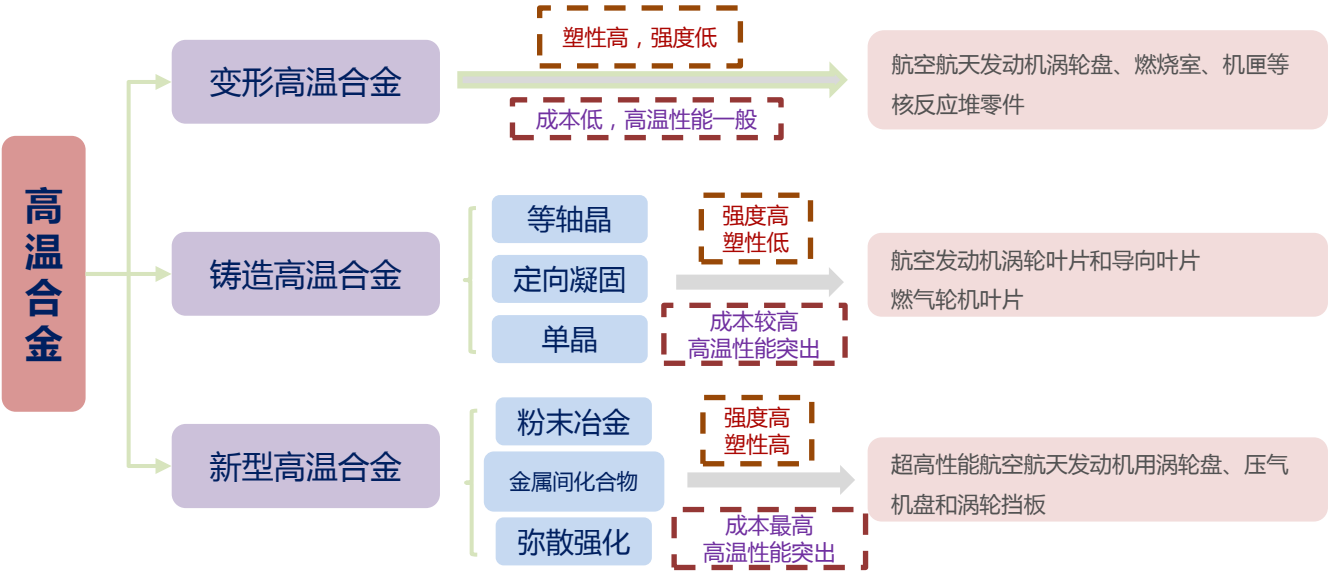 高温合金
变形高温合金
塑性高，强度低
成本低，高温性能一般
航空航天发动机涡轮盘、燃烧室、机匣等
核反应堆零件
铸造高温合金
等轴晶
定向凝固
单晶
强度高
塑性低
成本较高
高温性能突出
航空发动机涡轮叶片和导向叶片
燃气轮机叶片
新型高温合金
粉末冶金
金属间化合物
弥散强化
强度高
塑性高
成本最高
高温性能突出
超高性能航空航天发动机用涡轮盘、压气
机盘和涡轮挡板